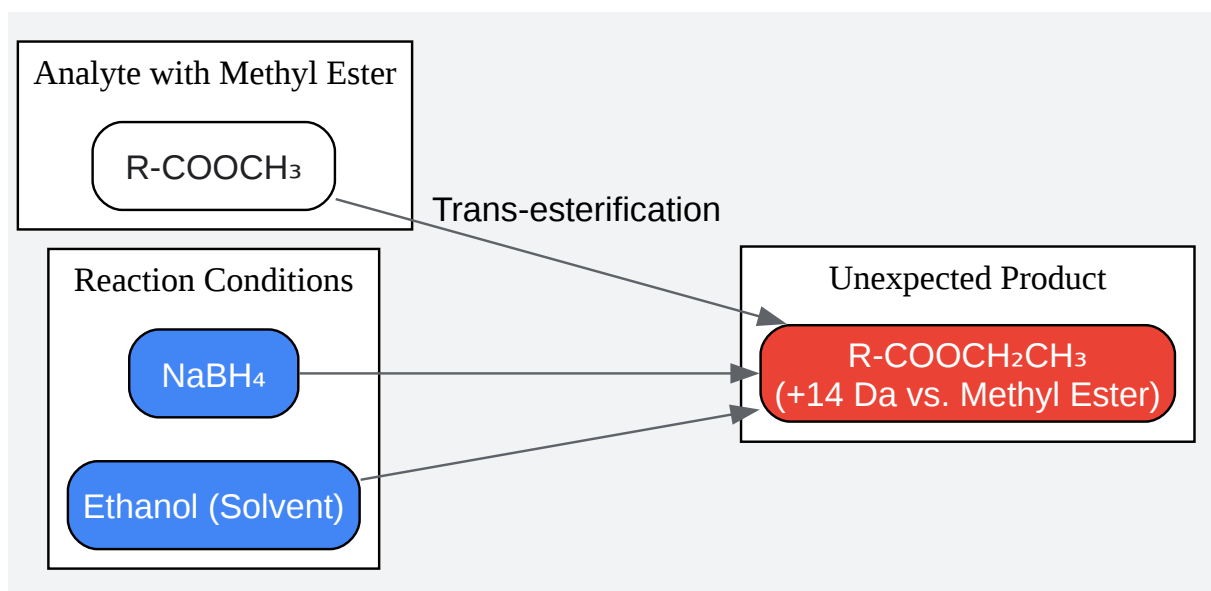 Analyte with Methyl Ester
R-COOCH₃
Trans-esterification
Reaction Conditions
NaBH₄
Ethanol (Solvent)
Unexpected Product
R-COOCH₂CH₃
(+14 Da vs. Methyl Ester)